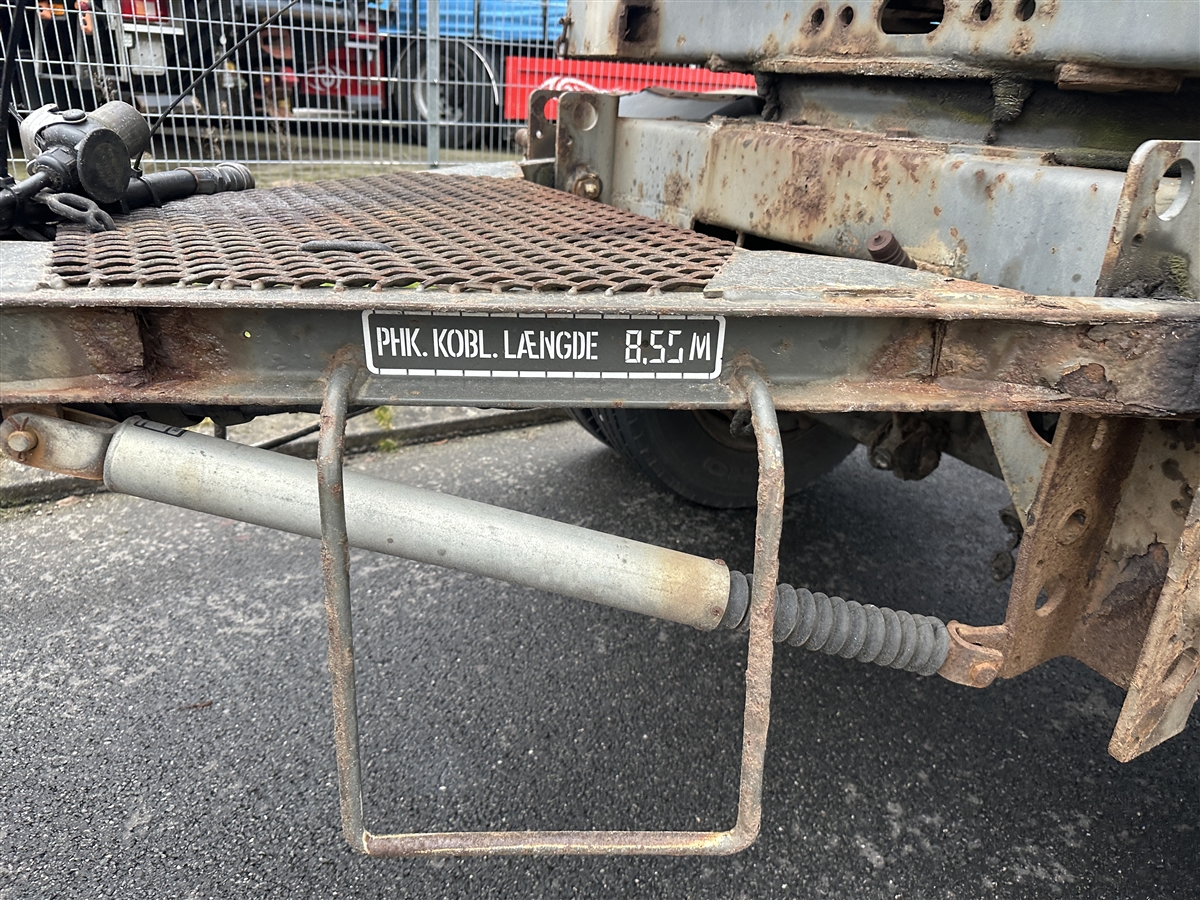 PHK. KOBL. LÆNGDE 8,55 M